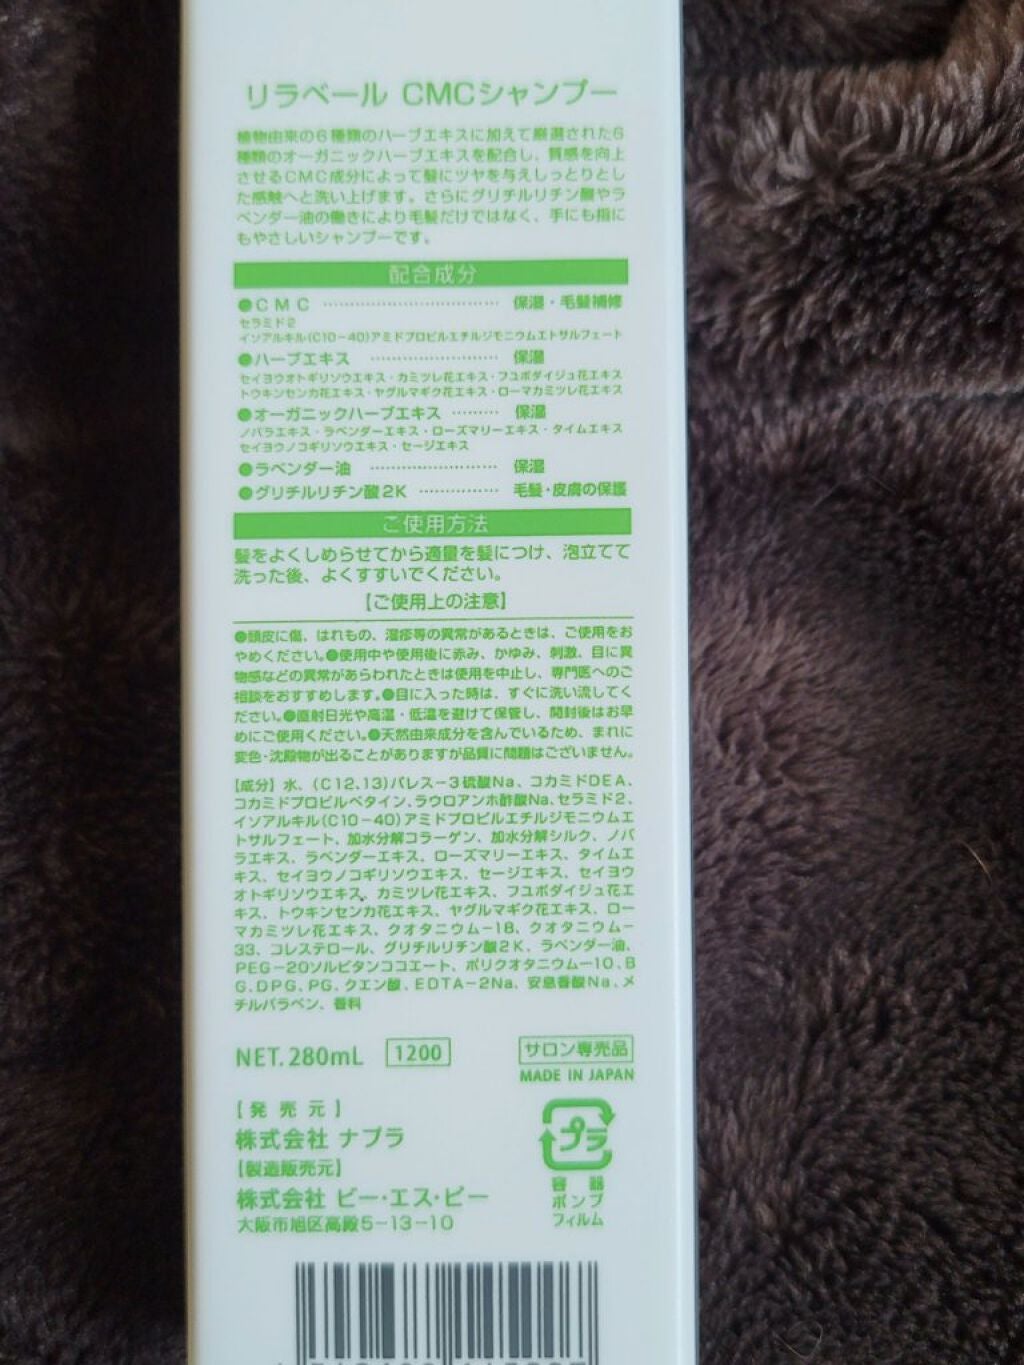 リラベール CMCシャンプー
植物由来の6種類のハーブエキスに加えて厳選された6
種類のオーガニックハーブエキスを配合し、質感を向上
させるCMC成分によって髪にツヤを与えしっとりとし
た感触へと洗い上げます。さらにグリチルリチン酸やラ
ベンダー油の働きにより毛髪だけではなく、手にも指に
もやさしいシャンプーです。
配合成分
●CMC ………………………… 保湿・毛髪補修
セラミド2
イソアルキル(C10-40)アミドプロピルエチルジモニウムエトサルフェート
●ハーブエキス ………………… 保湿
セイヨウオトギリソウエキス・カミツレ花エキス・フユボダイジュ花エキス
トウキンセンカ花エキス・ヤグルマギク花エキス・ローマカミツレ花エキス
●オーガニックハーブエキス ……… 保湿
ノバラエキス・ラベンダーエキス・ローズマリーエキス・タイムエキス
セイヨウノコギリソウエキス・セージエキス
●ラベンダー油 ………………… 保湿
●グリチルリチン酸2K …………… 毛髪・皮膚の保護
ご使用方法
髪をよくしめらせてから適量を髪につけ、泡立てて
洗った後、よくすすいでください。
【ご使用上の注意】
●頭皮に傷、はれもの、湿疹等の異常があるときは、ご使用をお
やめください。●使用中や使用後に赤み、かゆみ、刺激、目に異
物感などの異常があらわれたときは使用を中止し、専門医へのご
相談をおすすめします。●目に入った時は、すぐに洗い流してく
ださい。●直射日光や高温・低温を避けて保管し、開封後はお早
めにご使用ください。●天然由来成分を含んでいるため、まれに
変色・沈殿物が出ることがありますが品質に問題はございません。
【成分】水、(C12,13)パレス-3硫酸Na、コカミドDEA、
コカミドプロピルベタイン、ラウロアンホ酢酸Na、セラミド2、
イソアルキル(C10-40)アミドプロピルエチルジモニウムエ
トサルフェート、加水分解コラーゲン、加水分解シルク、ノバ
ラエキス、ラベンダーエキス、ローズマリーエキス、タイムエ
キス、セイヨウノコギリソウエキス、セージエキス、セイヨウ
オトギリソウエキス、カミツレ花エキス、フユボダイジュ花エ
キス、トウキンセンカ花エキス、ヤグルマギク花エキス、ロー
マカミツレ花エキス、クオタニウム-18、クオタニウム-
33、コレステロール、グリチルリチン酸2K、ラベンダー油、
PEG-20ソルビタンココエート、ポリクオタニウム-10、B
G、DPG、PG、クエン酸、EDTA-2Na、安息香酸Na、メ
チルパラベン、香料
NET.280mL 1200 サロン専売品
MADE IN JAPAN
【発売元】
株式会社 ナプラ
【製造販売元】
株式会社 ビー・エス・ピー
大阪市旭区高殿5-13-10
プラ
容器
ポンプ
フィルム